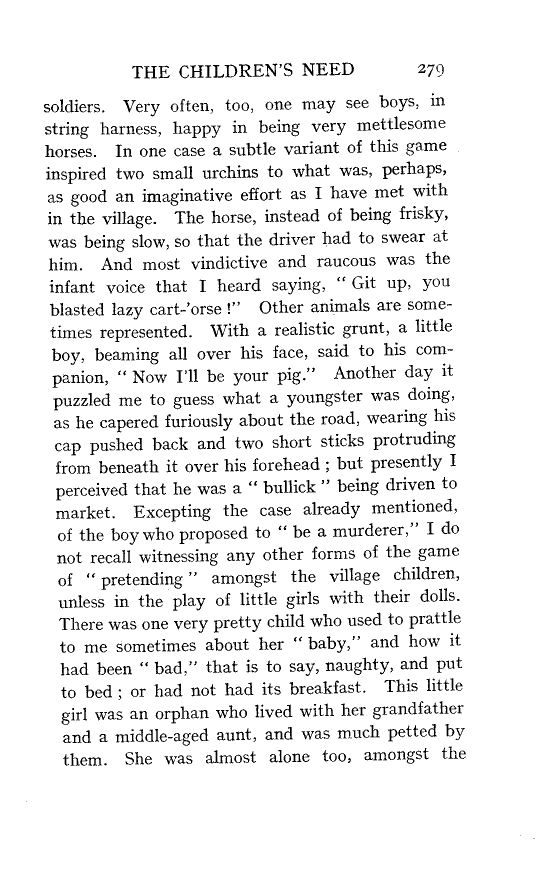 THE CHILDREN'S NEED 279
soldiers. Very often, too, one may see boys, in
string harness, happy in being very mettlesome
horses. In one case a subtle variant of this game
inspired two small urchins to what was, perhaps,
as good an imaginative effort as I have met with
in the village. The horse, instead of being frisky,
was being slow, so that the driver had to swear at
him. And most vindictive and raucous was the
infant voice that I heard saying, “ Git up, you
blasted lazy cart-’orse !” Other animals are some-
times represented. With a realistic grunt, a little
boy, beaming all over his face, said to his com-
panion, “ Now I’ll be your pig.” Another day it
puzzled me to guess what a youngster was doing,
as he capered furiously about the road, wearing his
cap pushed back and two short sticks protruding
from beneath it over his forehead ; but presently I
perceived that he was a “ bullick ” being driven to
market. Excepting the case already mentioned,
of the boy who proposed to “ be a murderer,” I do
not recall witnessing any other forms of the game
of “ pretending ” amongst the village children,
unless in the play of little girls with their dolls.
There was one very pretty child who used to prattle
to me sometimes about her “ baby,” and how it
had been “ bad,” that is to say, naughty, and put
to bed ; or had not had its breakfast. This little
girl was an orphan who lived with her grandfather
and a middle-aged aunt, and was much petted by
them. She was almost alone too, amongst the